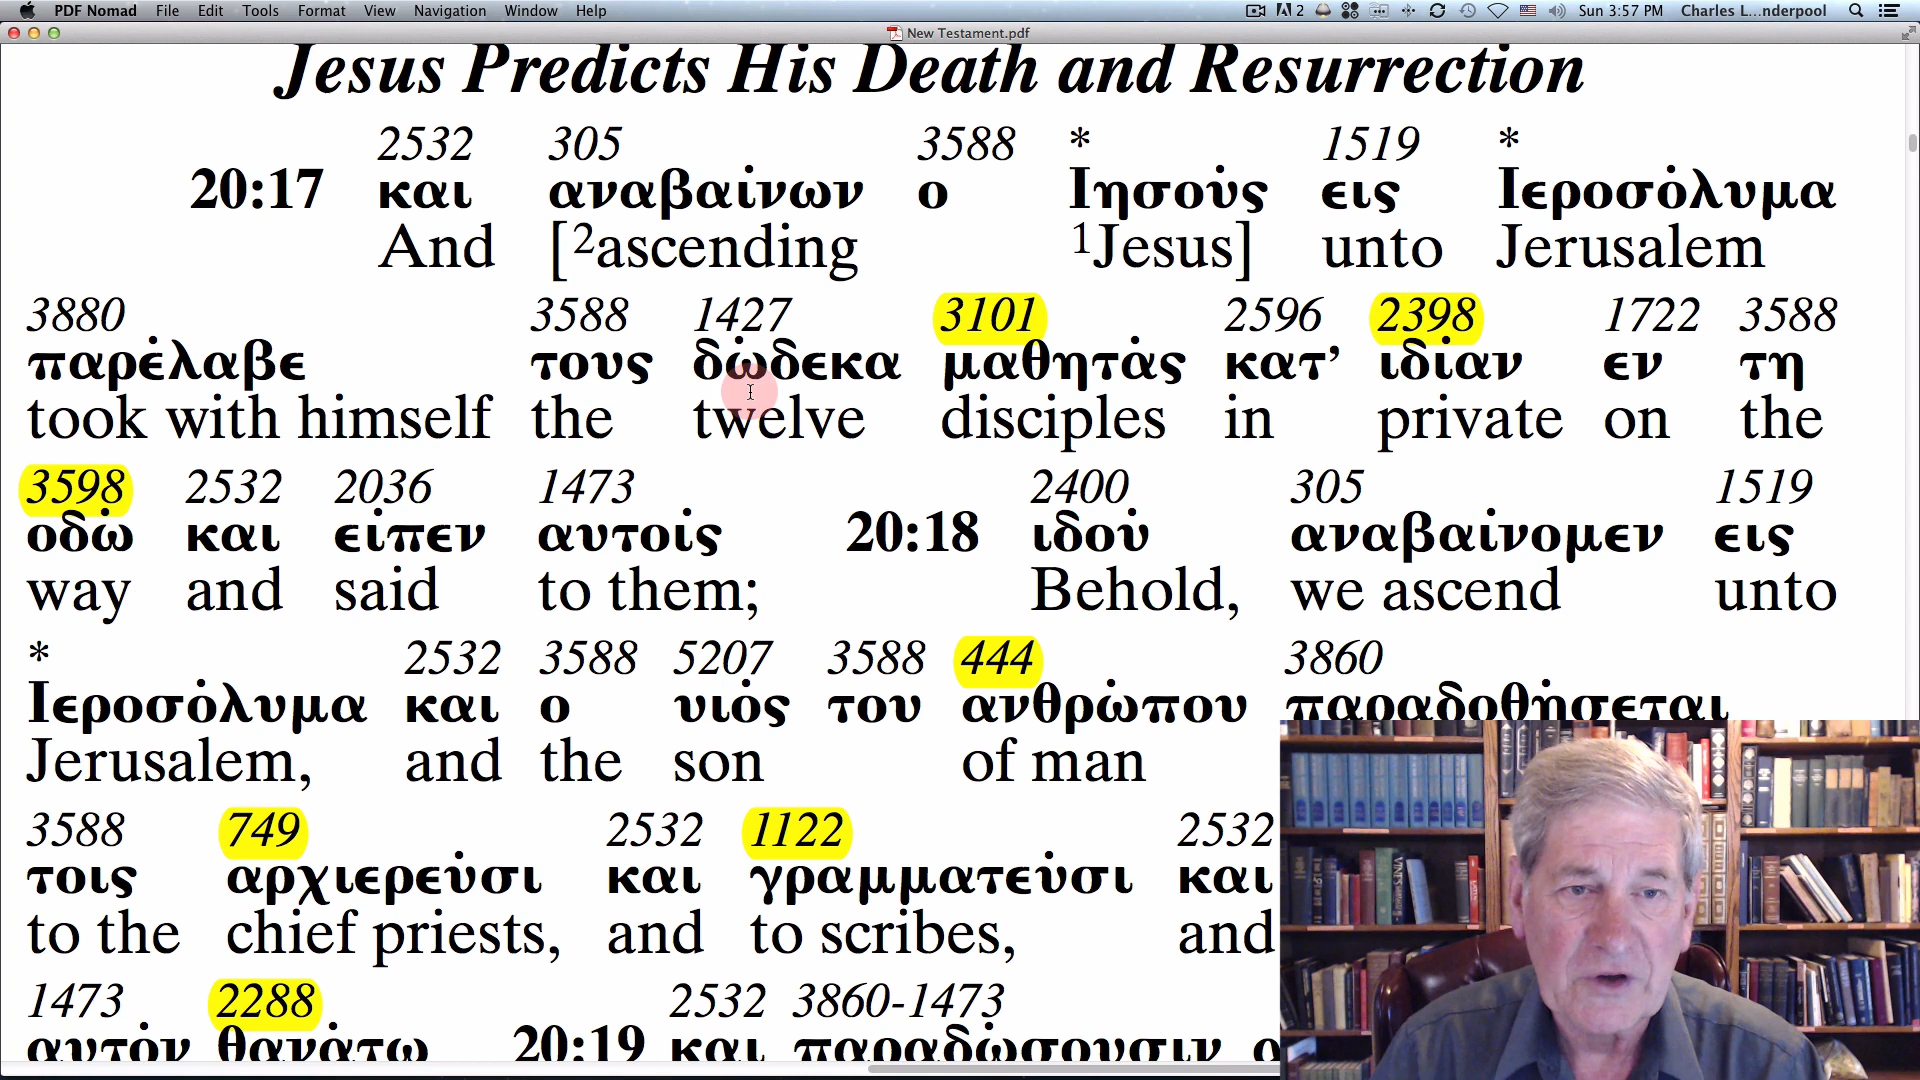 PDF Nomad File Edit Tools Format View Navigation Window Help 2 Sun 3:57 PM Charles L...nderpool
New Testament.pdf
Jesus Predicts His Death and Resurrection
2532 305 3588 * 1519 *
20:17 και αναβαίνων ο Ιησούς εις Ιεροσόλυμα
And [²ascending ¹Jesus] unto Jerusalem
3880 3588 1427 3101 2596 2398 1722 3588
παρέλαβε τους δώδεκα μαθητάς κατ’ ιδίαν εν τη
took with himself the twelve disciples in private on the
3598 2532 2036 1473 2400 305 1519
οδώ και είπεν αυτοίς 20:18 ιδού αναβαίνομεν εις
way and said to them; Behold, we ascend unto
* 2532 3588 5207 3588 444 3860
Ιεροσόλυμα και ο υιός του ανθρώπου παραδοθήσεται
Jerusalem, and the son of man
3588 749 2532 1122 2532
τοις αρχιερεύσι και γραμματεύσι και
to the chief priests, and to scribes, and
1473 2288 2532 3860-1473
αυτόν θανάτω 20:19 και παραδώσουσιν